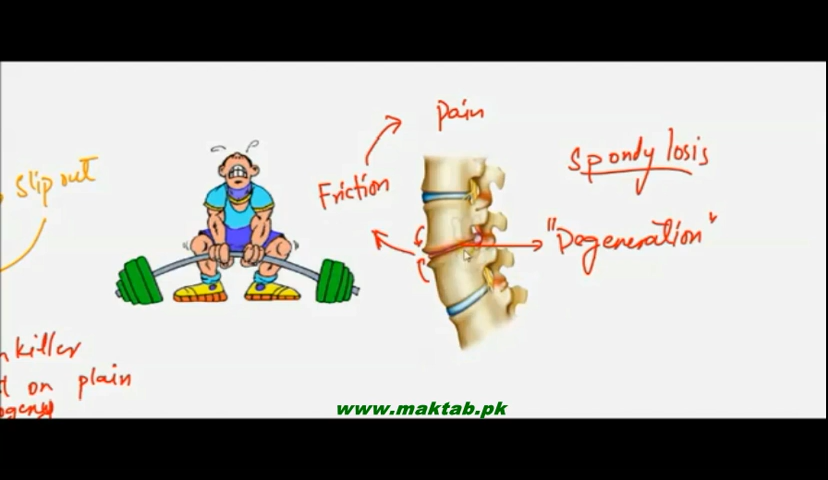 Pain
Spondylosis
slip out
Friction
"Degeneration"
killer
on plain
www.maktab.pk